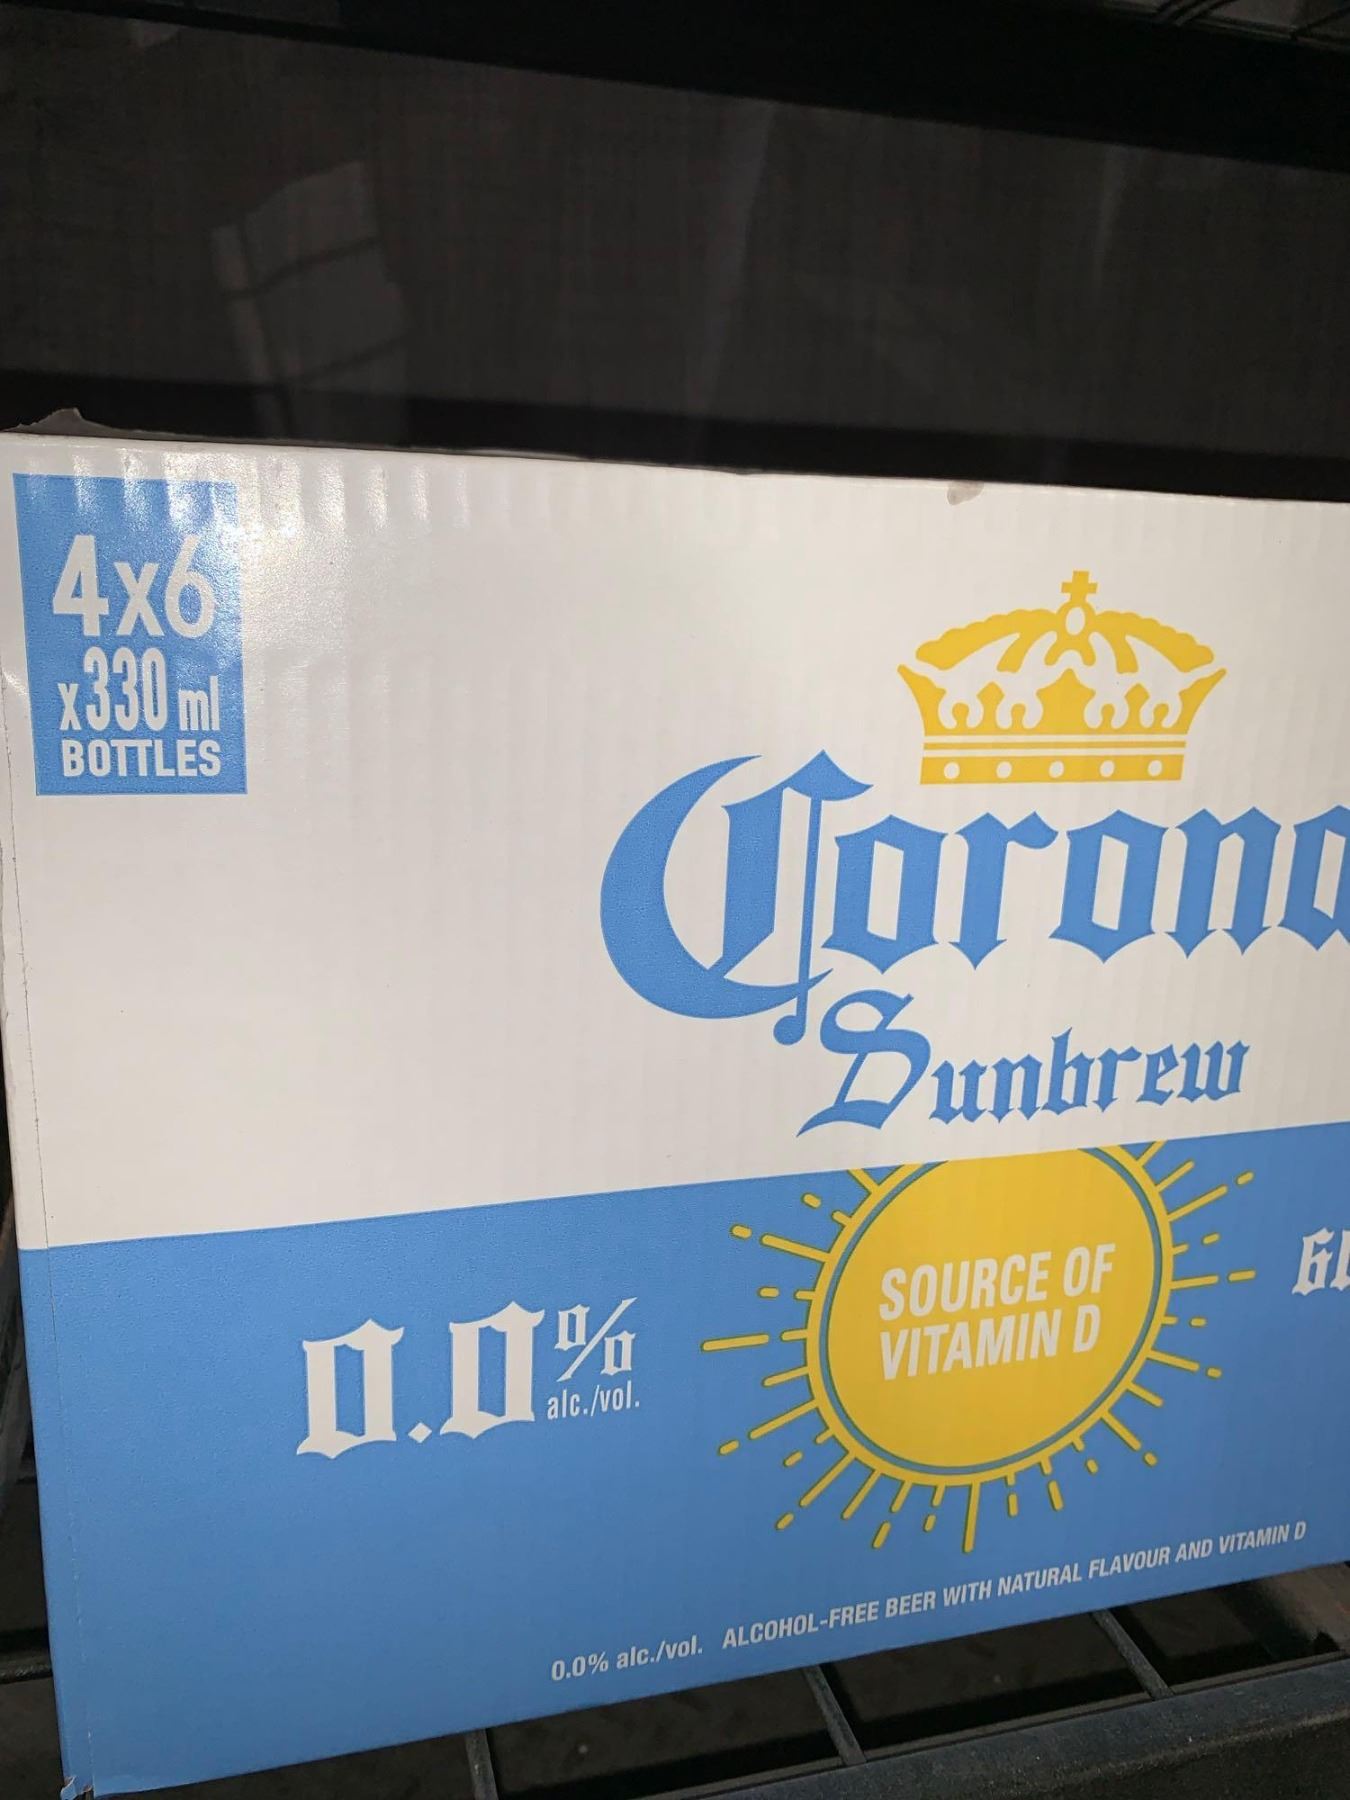 4x6
x330 ml
BOTTLES
Corona
Sunbrew
SOURCE OF
VITAMIN D
0.0%
alc./vol.
0.0% alc./vol. ALCOHOL-FREE BEER WITH NATURAL FLAVOUR AND VITAMIN D